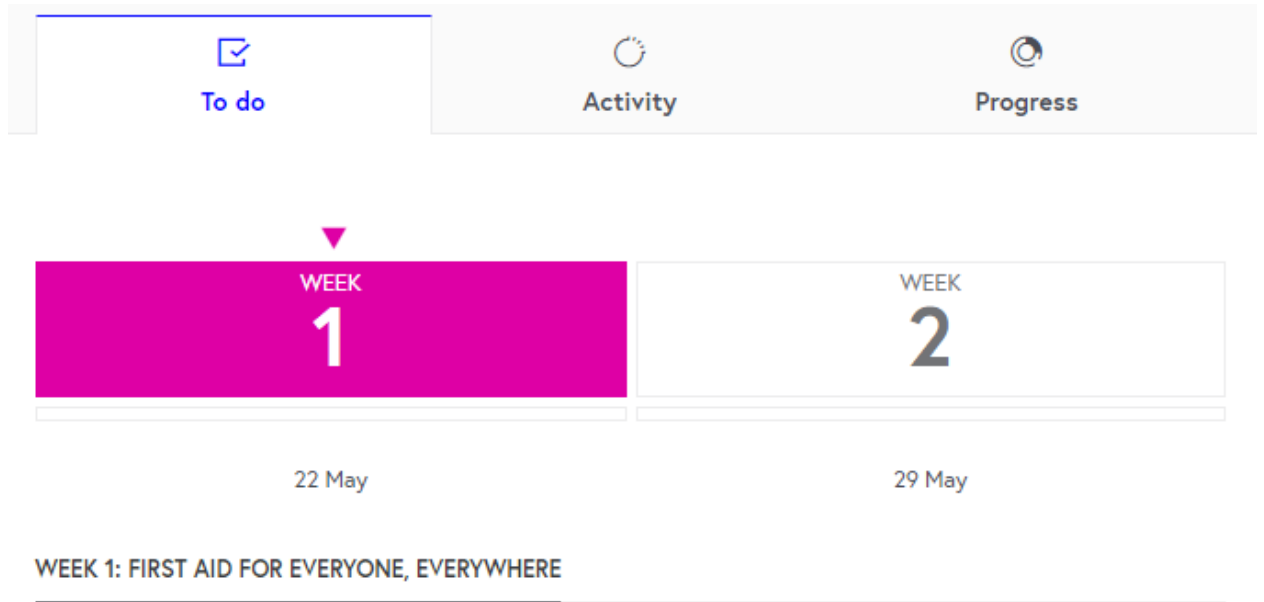 To do Activity Progress
WEEK WEEK
1 2
22 May 29 May
WEEK 1: FIRST AID FOR EVERYONE, EVERYWHERE